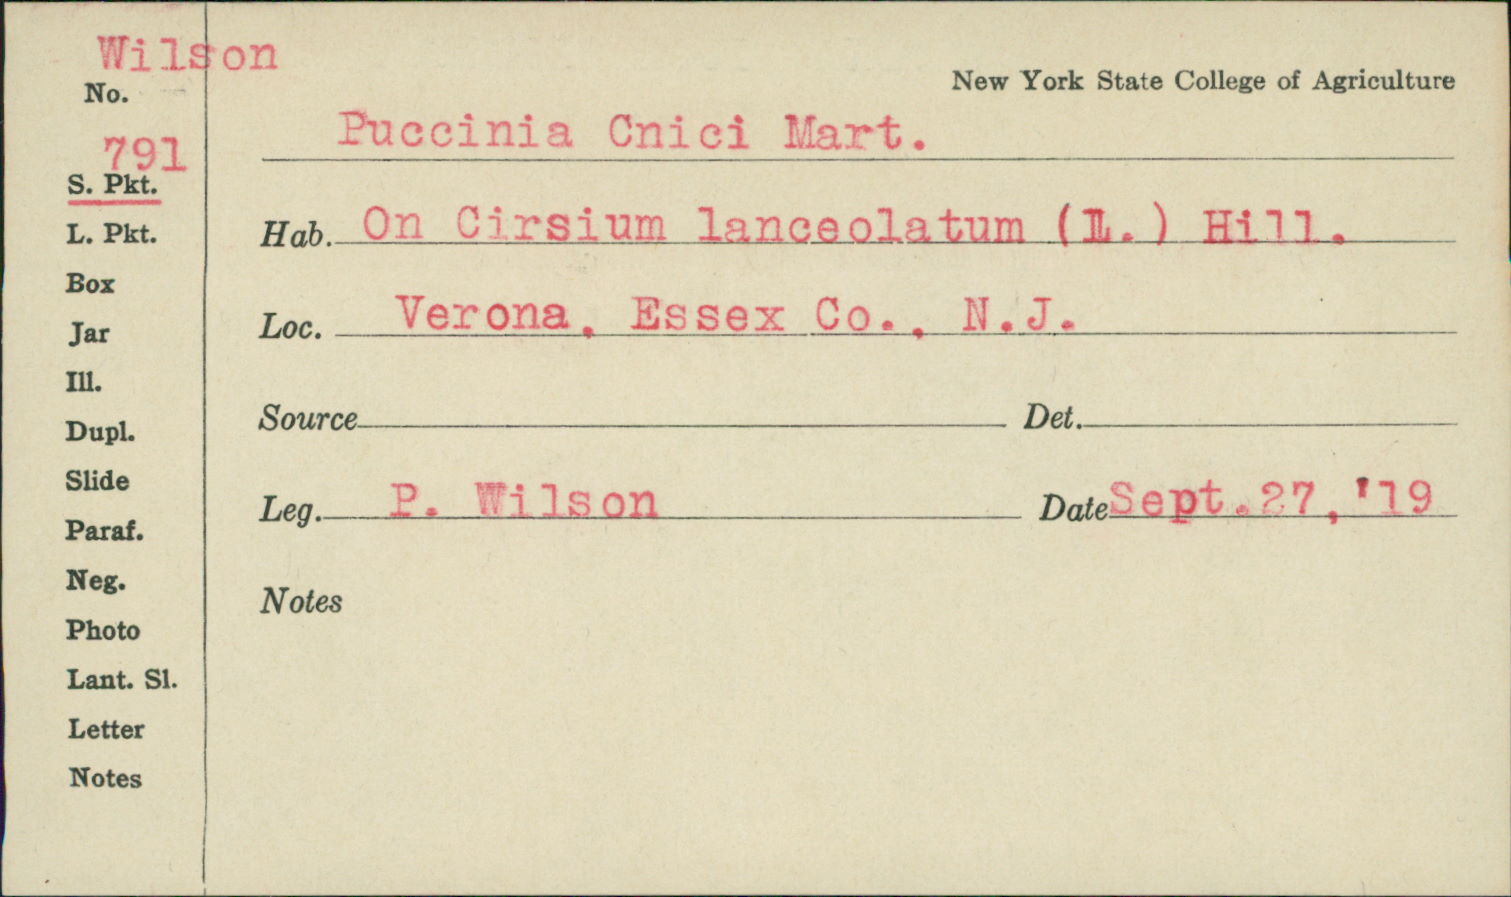 Wilson
No.
791
S. Pkt.
L. Pkt.
Box
Jar
Ill.
Dupl.
Slide
Paraf.
Neg.
Photo
Lant. Sl.
Letter
Notes
New York State College of Agriculture
Puccinia Cnici Mart.
Hab. On Cirsium lanceolatum (L.) Hill.
Loc. Verona, Essex Co., N.J.
Source Det.
Leg. P. Wilson Date Sept.27,'19
Notes